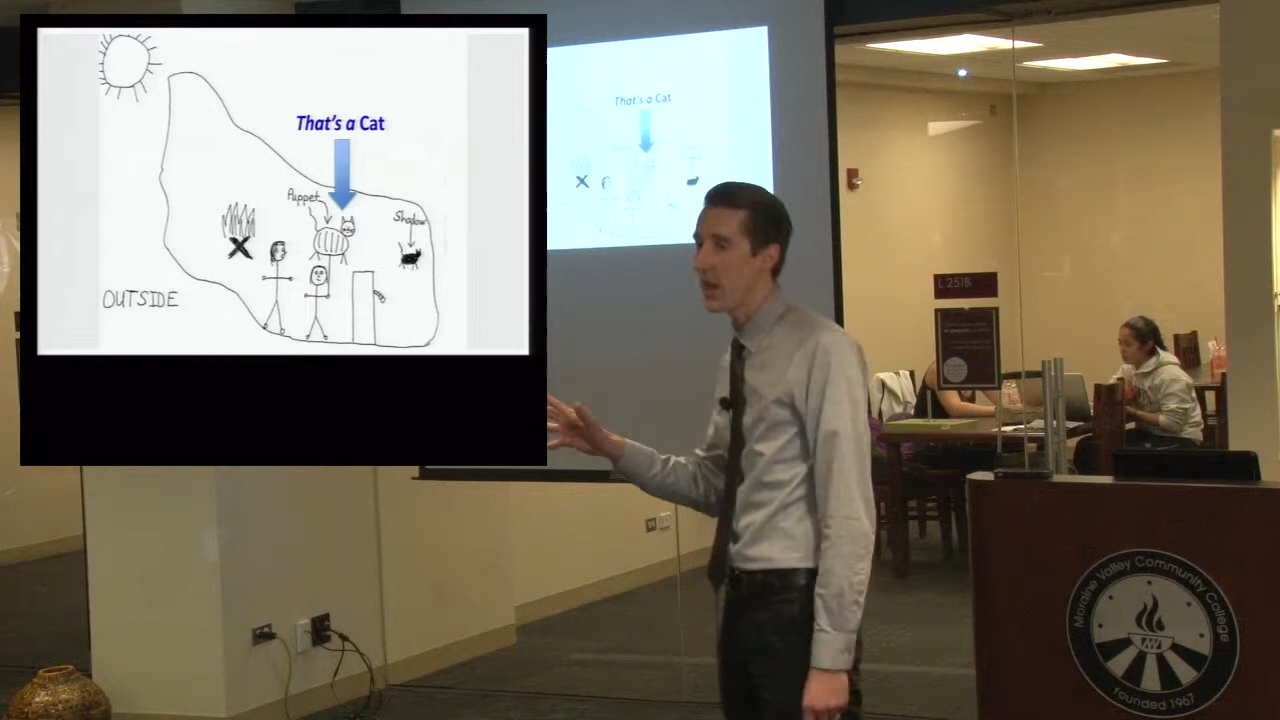 That's a Cat
Puppet
Shadow
OUTSIDE
That's a Cat
L 251B
Moraine Valley Community College
founded 1967